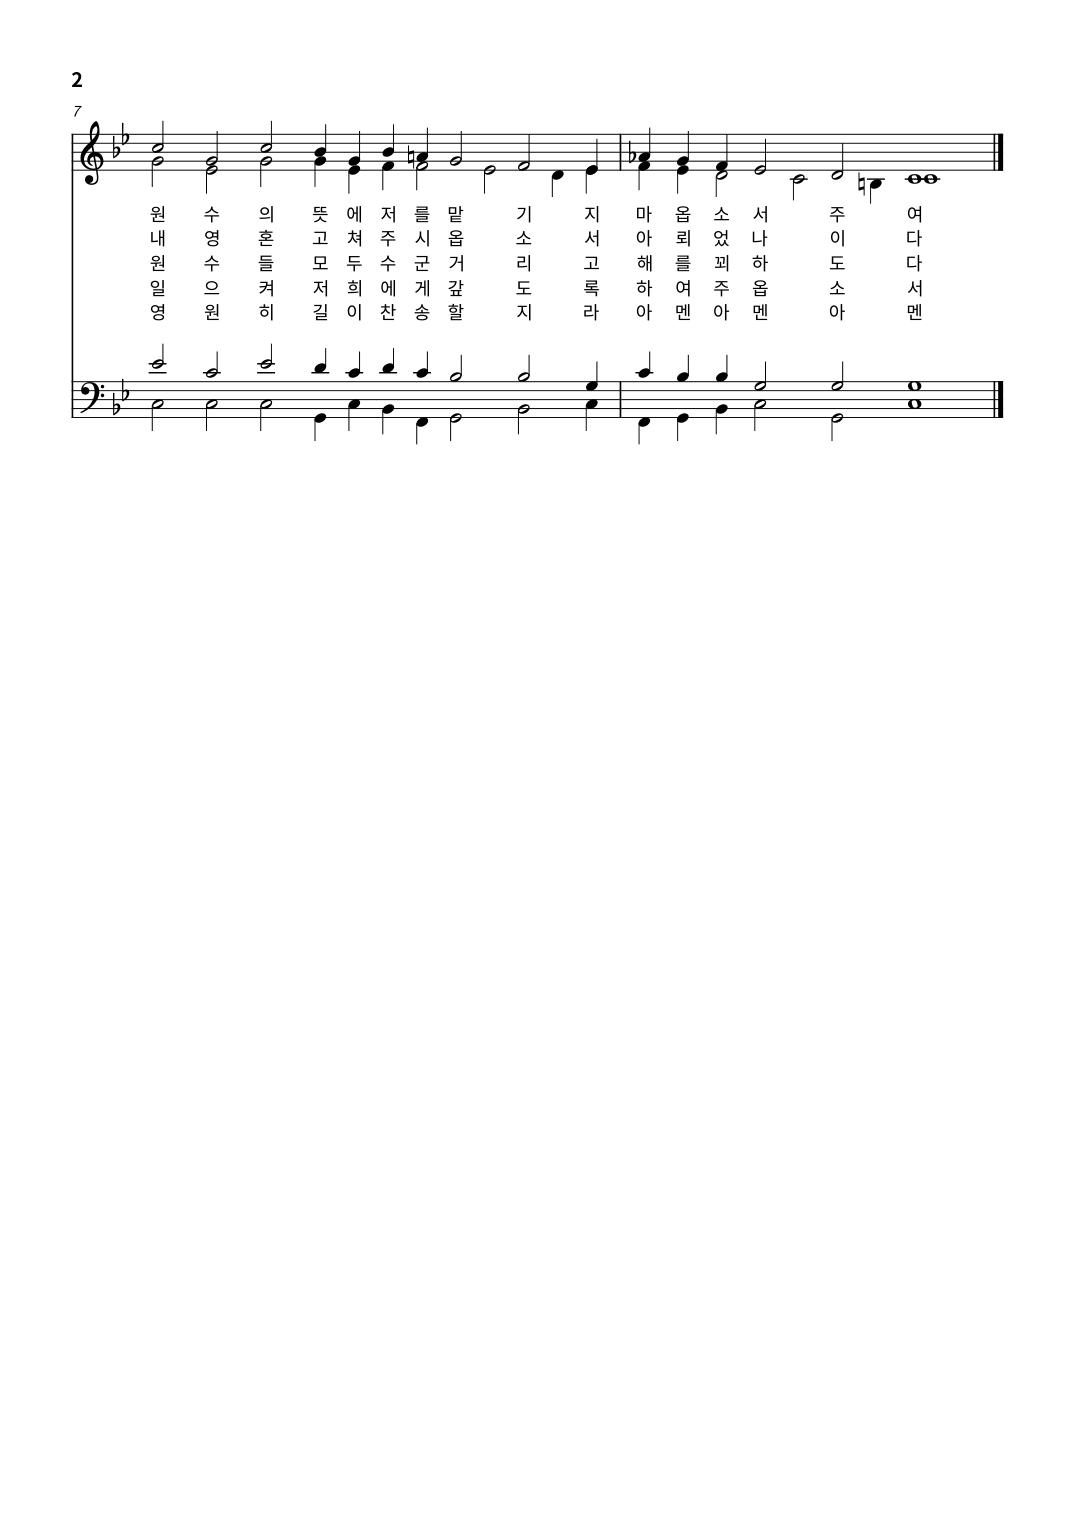 2
7
원 수 의 뜻 에 저 를 맡 기 지 마 옵 소 서 주 여
내 영 혼 고 쳐 주 시 옵 소 서 아 뢰 었 나 이 다
원 수 들 모 두 수 군 거 리 고 해 를 꾀 하 도 다
일 으 켜 저 희 에 게 갚 도 록 하 여 주 옵 소 서
영 원 히 길 이 찬 송 할 지 라 아 멘 아 멘 아 멘